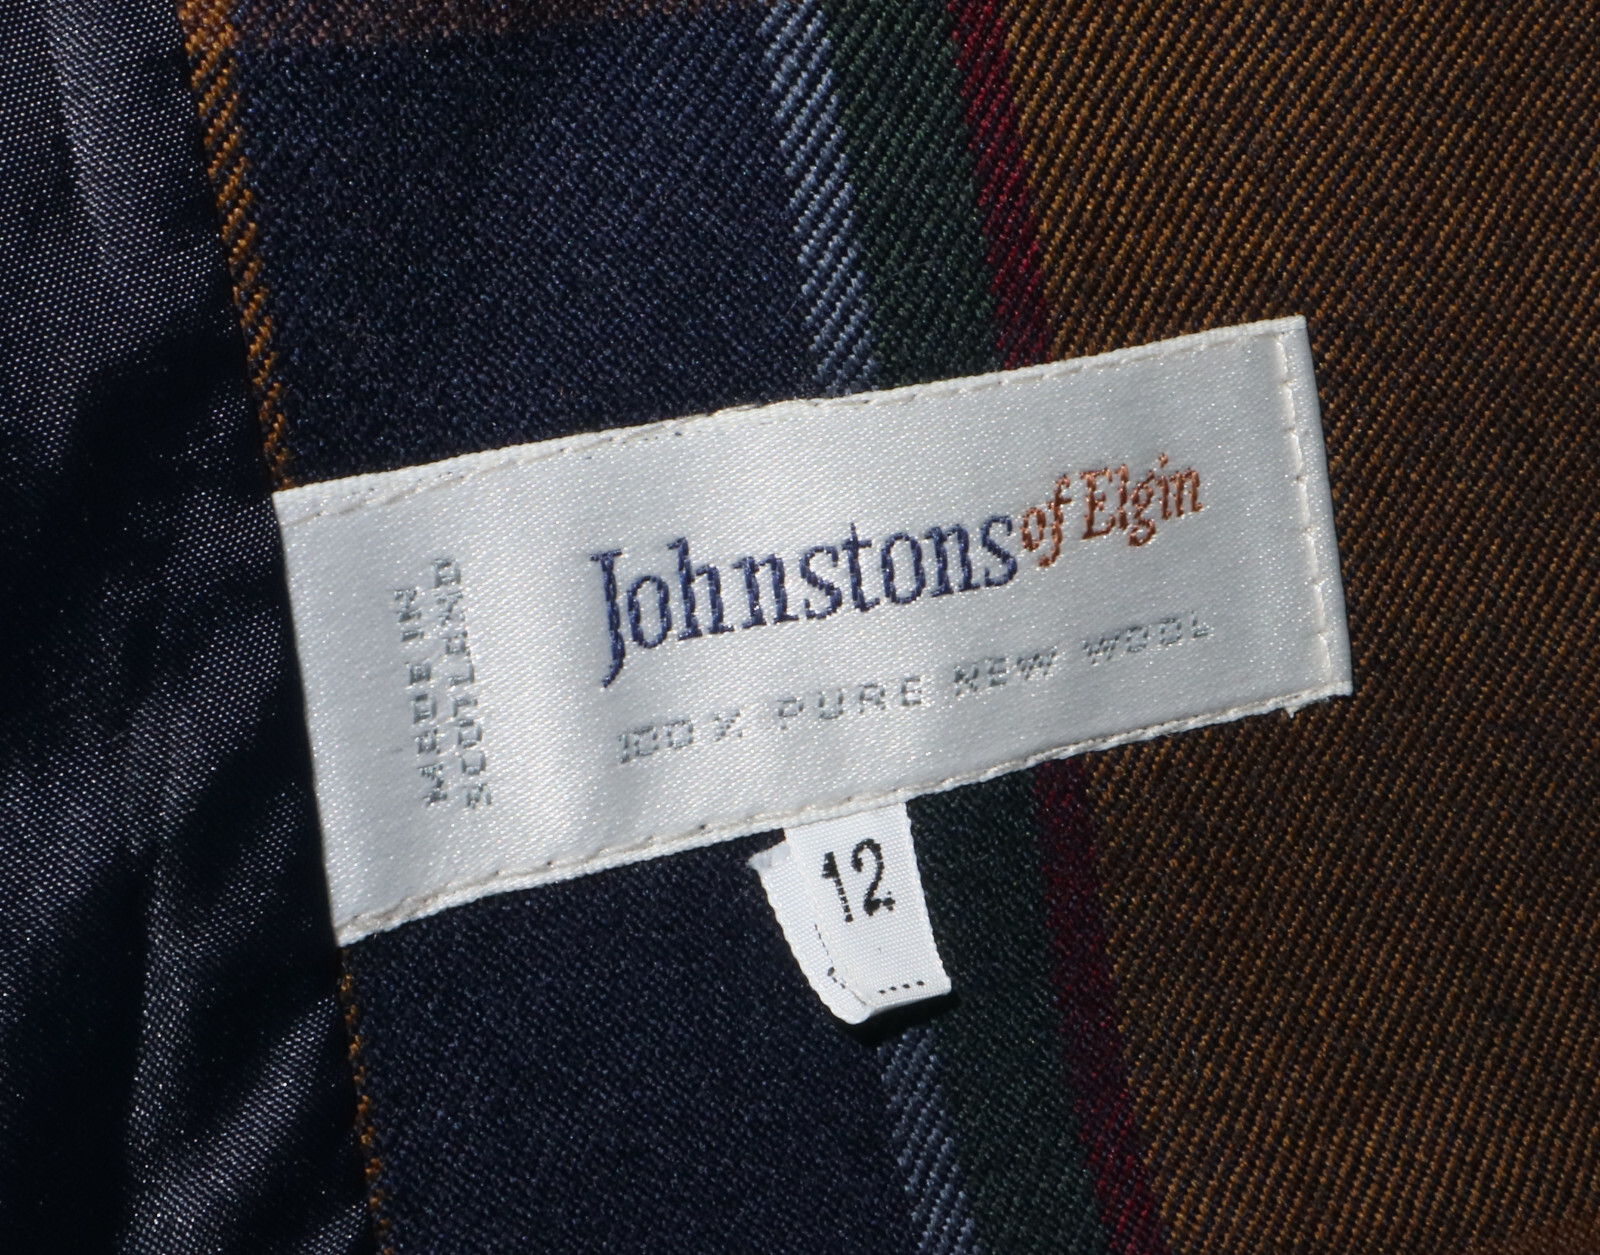 MADE IN
SCOTLAND
Johnstons of Elgin
100% PURE NEW WOOL
12